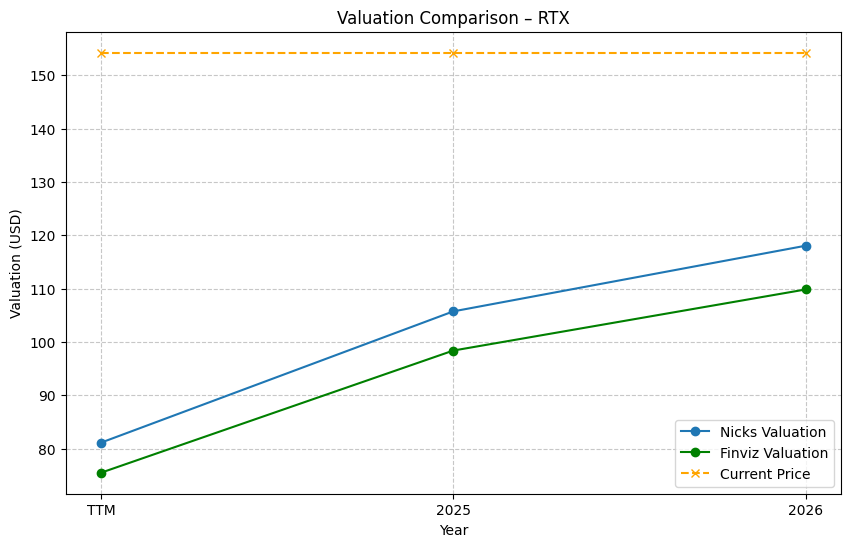 Valuation Comparison – RTX
Valuation (USD)
150
140
130
120
110
100
90
80
TTM
2025
2026
Year
Nicks Valuation
Finviz Valuation
Current Price